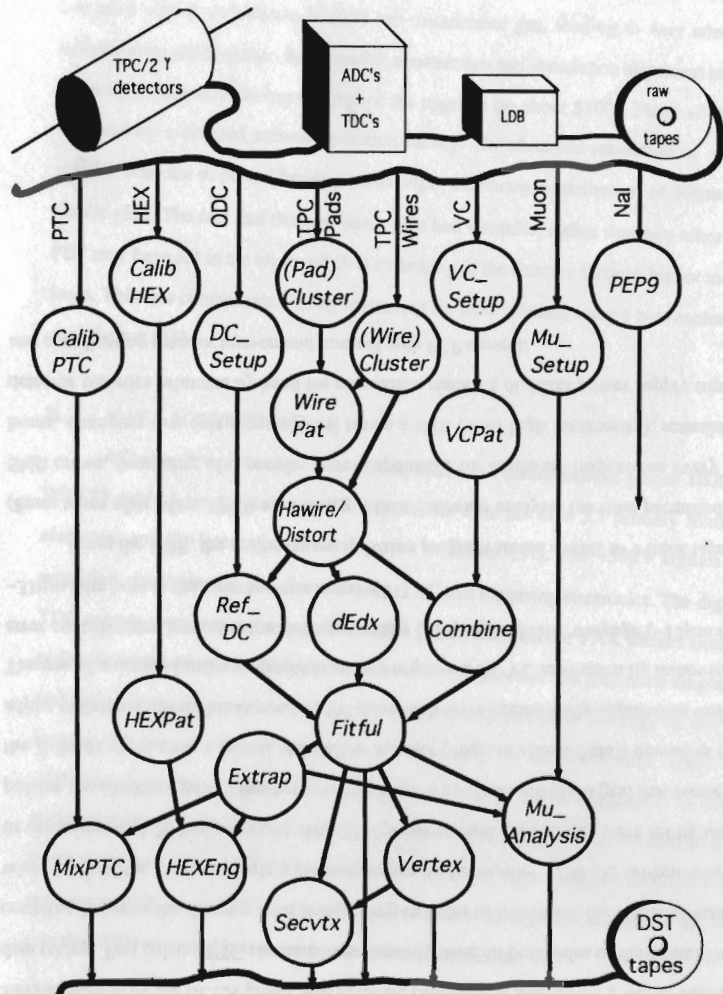 TPC/2 γ
detectors
ADC's
+
TDC's
LDB
raw
tapes
PTC
HEX
ODC
TPC
Pads
TPC
Wires
VC
Muon
NaI
Calib
HEX
(Pad)
Cluster
VC_
Setup
PEP9
Calib
PTC
DC_
Setup
(Wire)
Cluster
Mu_
Setup
Wire
Pat
VCPat
Hawire/
Distort
Ref_
DC
dEdx
Combine
HEXPat
Fitful
Extrap
Mu_
Analysis
MixPTC
HEXEng
Vertex
Secvtx
DST
tapes